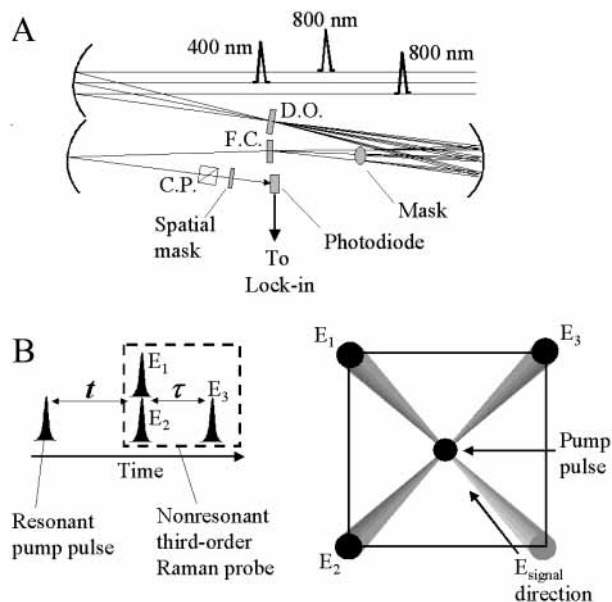 A
400 nm
800 nm
800 nm
D.O.
F.C.
C.P.
Spatial
mask
Mask
Photodiode
To
Lock-in
B
t
E1
E2
τ
E3
Time
Resonant
pump pulse
Nonresonant
third-order
Raman probe
E1
E3
Pump
pulse
E2
Esignal
direction